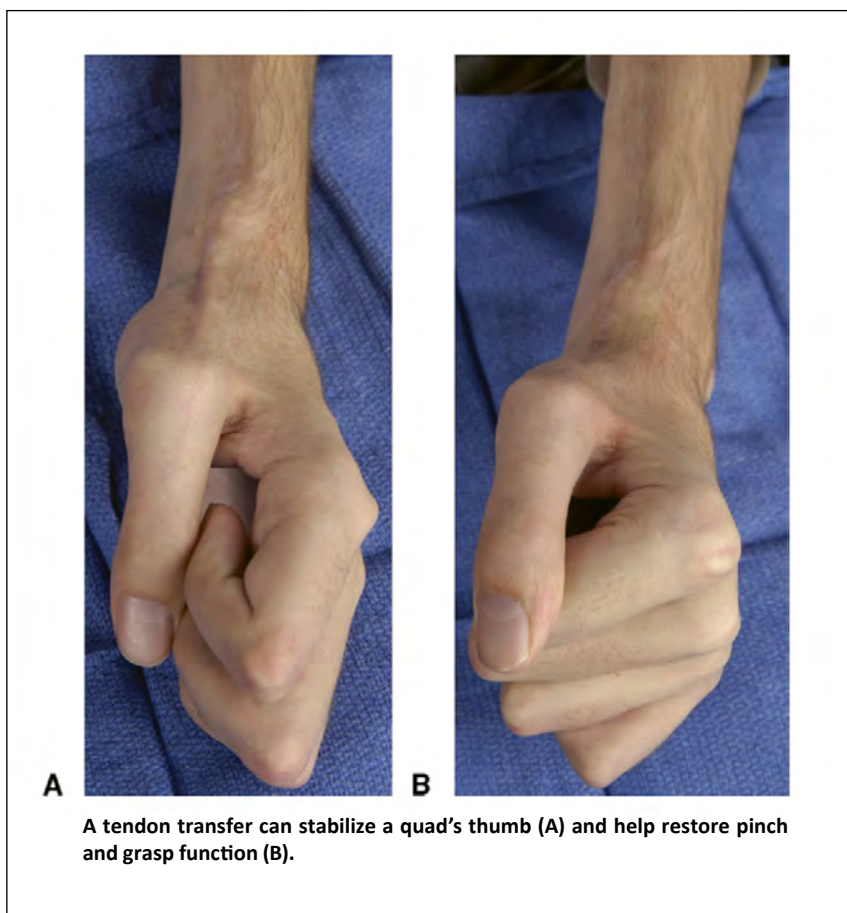 A
B
A tendon transfer can stabilize a quad’s thumb (A) and help restore pinch
and grasp function (B).